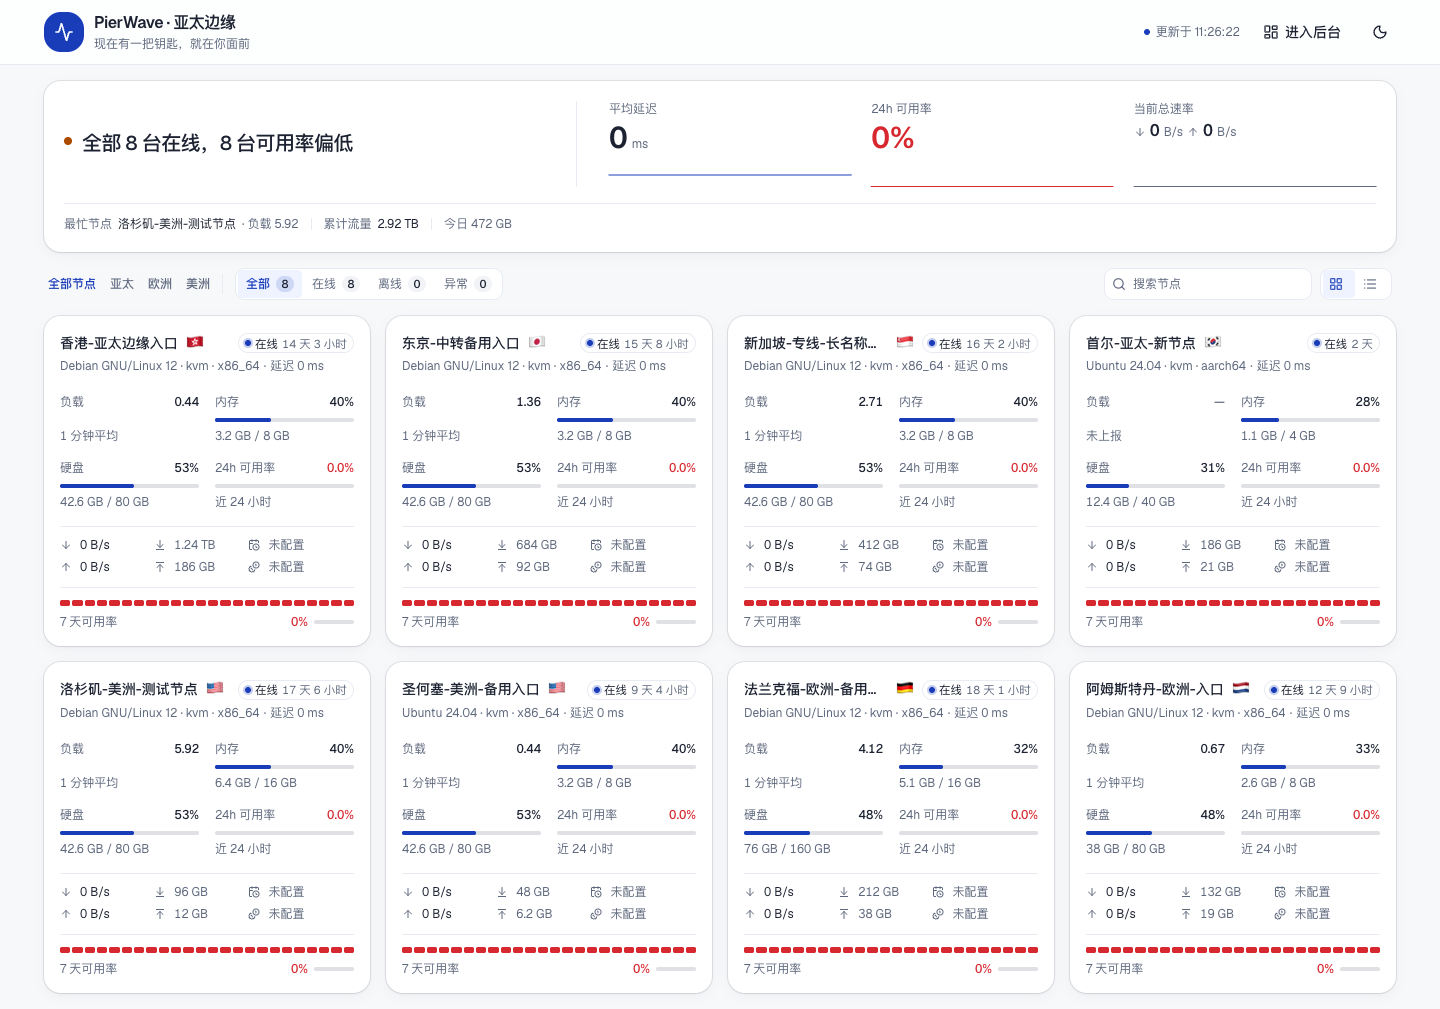 PierWave · 亚太边缘
现在有一把钥匙，就在你面前
更新于 11:26:22
进入后台
全部 8 台在线，8 台可用率偏低
平均延迟
0 ms
24h 可用率
0%
当前总速率
↓ 0 B/s ↑ 0 B/s
最忙节点 洛杉矶-美洲-测试节点 · 负载 5.92
累计流量 2.92 TB
今日 472 GB
全部节点 亚太 欧洲 美洲
全部 8 在线 8 离线 0 异常 0
搜索节点
香港-亚太边缘入口 在线 14 天 3 小时
Debian GNU/Linux 12 · kvm · x86_64 · 延迟 0 ms
负载 0.44 内存 40%
1 分钟平均 3.2 GB / 8 GB
硬盘 53% 24h 可用率 0.0%
42.6 GB / 80 GB 近 24 小时
↓ 0 B/s 1.24 TB 未配置
↑ 0 B/s 186 GB 未配置
7 天可用率 0%
东京-中转备用入口 在线 15 天 8 小时
Debian GNU/Linux 12 · kvm · x86_64 · 延迟 0 ms
负载 1.36 内存 40%
1 分钟平均 3.2 GB / 8 GB
硬盘 53% 24h 可用率 0.0%
42.6 GB / 80 GB 近 24 小时
↓ 0 B/s 684 GB 未配置
↑ 0 B/s 92 GB 未配置
7 天可用率 0%
新加坡-专线-长名称... 在线 16 天 2 小时
Debian GNU/Linux 12 · kvm · x86_64 · 延迟 0 ms
负载 2.71 内存 40%
1 分钟平均 3.2 GB / 8 GB
硬盘 53% 24h 可用率 0.0%
42.6 GB / 80 GB 近 24 小时
↓ 0 B/s 412 GB 未配置
↑ 0 B/s 74 GB 未配置
7 天可用率 0%
首尔-亚太-新节点 在线 2 天
Ubuntu 24.04 · kvm · aarch64 · 延迟 0 ms
负载 — 内存 28%
未上报 1.1 GB / 4 GB
硬盘 31% 24h 可用率 0.0%
12.4 GB / 40 GB 近 24 小时
↓ 0 B/s 186 GB 未配置
↑ 0 B/s 21 GB 未配置
7 天可用率 0%
洛杉矶-美洲-测试节点 在线 17 天 6 小时
Debian GNU/Linux 12 · kvm · x86_64 · 延迟 0 ms
负载 5.92 内存 40%
1 分钟平均 6.4 GB / 16 GB
硬盘 53% 24h 可用率 0.0%
42.6 GB / 80 GB 近 24 小时
↓ 0 B/s 96 GB 未配置
↑ 0 B/s 12 GB 未配置
7 天可用率 0%
圣何塞-美洲-备用入口 在线 9 天 4 小时
Ubuntu 24.04 · kvm · x86_64 · 延迟 0 ms
负载 0.44 内存 40%
1 分钟平均 3.2 GB / 8 GB
硬盘 53% 24h 可用率 0.0%
42.6 GB / 80 GB 近 24 小时
↓ 0 B/s 48 GB 未配置
↑ 0 B/s 6.2 GB 未配置
7 天可用率 0%
法兰克福-欧洲-备用... 在线 18 天 1 小时
Debian GNU/Linux 12 · kvm · x86_64 · 延迟 0 ms
负载 4.12 内存 32%
1 分钟平均 5.1 GB / 16 GB
硬盘 48% 24h 可用率 0.0%
76 GB / 160 GB 近 24 小时
↓ 0 B/s 212 GB 未配置
↑ 0 B/s 38 GB 未配置
7 天可用率 0%
阿姆斯特丹-欧洲-入口 在线 12 天 9 小时
Debian GNU/Linux 12 · kvm · x86_64 · 延迟 0 ms
负载 0.67 内存 33%
1 分钟平均 2.6 GB / 8 GB
硬盘 48% 24h 可用率 0.0%
38 GB / 80 GB 近 24 小时
↓ 0 B/s 132 GB 未配置
↑ 0 B/s 19 GB 未配置
7 天可用率 0%